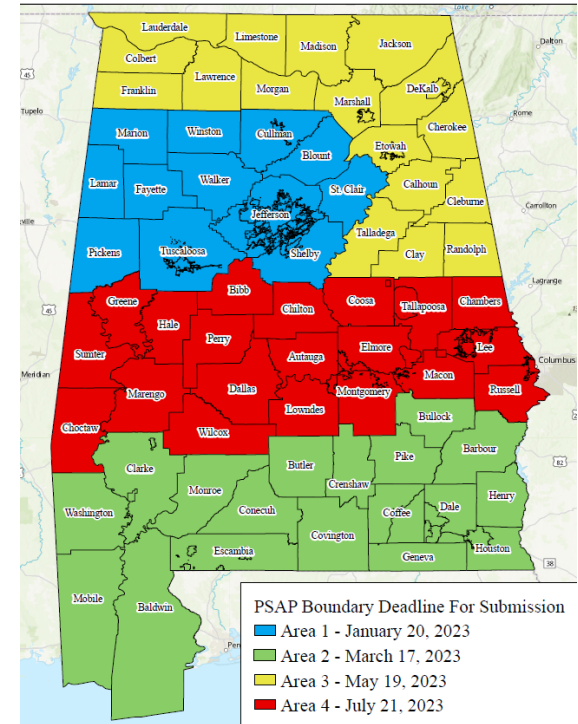 Lauderdale
Limestone
Madison
Jackson
Dalton
Colbert
45
Lawrence
DeKalb
Franklin
Morgan
Marshall
Tupelo
Rome
Cherokee
Marion
Winston
Cullman
Etowah
Blount
Walker
Lamar
Fayette
St. Clair
Calhoun
Cleburne
Carrollton
Jefferson
Talladega
Pickens
Tuscaloosa
Shelby
Clay
Randolph
Lagrange
Bibb
Greene
Chilton
Coosa
Tallapoosa
Chambers
45
Hale
Perry
Autauga
Elmore
Lee
Sumter
Columbus
Meridian
Dallas
Macon
Marengo
Montgomery
Russell
Lowndes
Choctaw
Wilcox
Bullock
Clarke
Butler
Pike
Barbour
82
Monroe
Crenshaw
Washington
Conecuh
Coffee
Dale
Henry
Covington
Escambia
Geneva
Houston
38
Mobile
Baldwin
Pen
PSAP Boundary Deadline For Submission
Area 1 - January 20, 2023
Area 2 - March 17, 2023
Area 3 - May 19, 2023
Area 4 - July 21, 2023